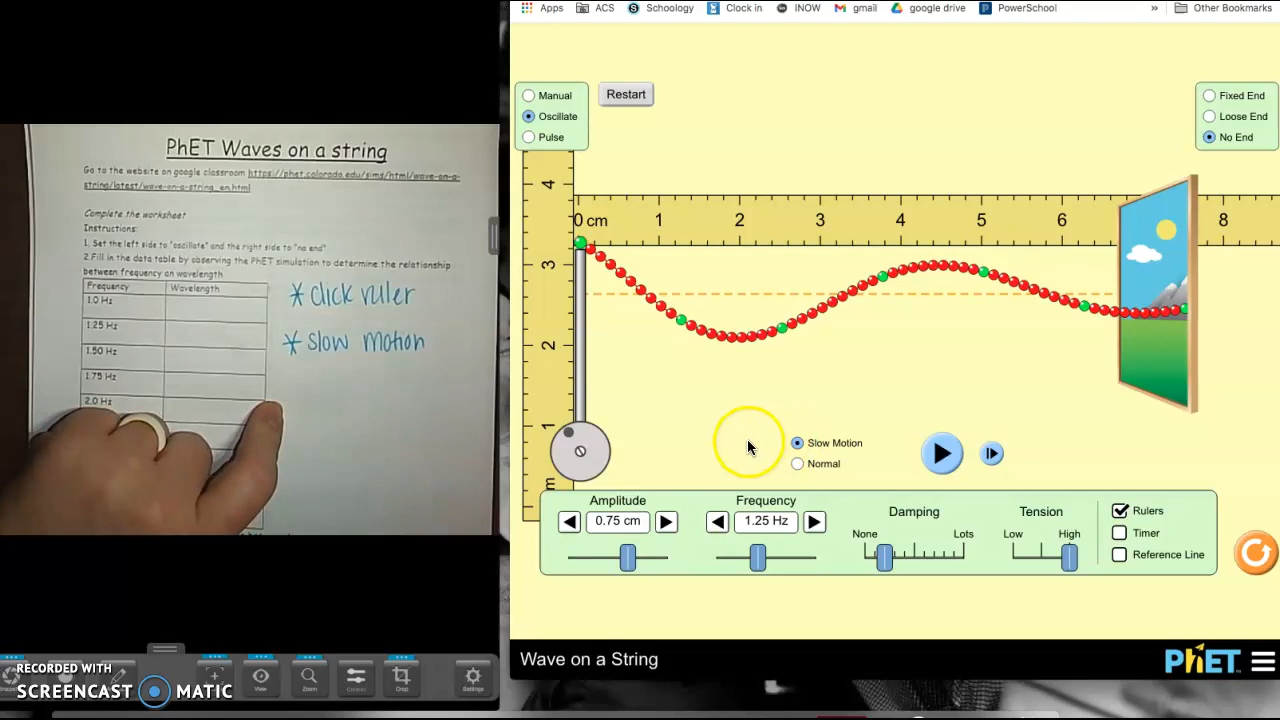 Apps ACS Schoology Clock in INOW gmail google drive PowerSchool » Other Bookmarks
PhET Waves on a string
Go to the website on google classroom https://phet.colorado.edu/sims/html/wave-on-a-
string/latest/wave-on-a-string_en.html
Complete the worksheet
Instructions:
1. Set the left side to "oscillate" and the right side to "no end"
2.Fill in the data table by observing the PhET simulation to determine the relationship
between frequency an wavelength
Frequency Wavelength
1.0 Hz
1.25 Hz
1.50 Hz
1.75 Hz
2.0 Hz
* click ruler
* slow motion
Manual
Oscillate
Pulse
Restart
Fixed End
Loose End
No End
0 cm 1 2 3 4 5 6 8
4
3
2
1
Slow Motion
Normal
Amplitude
0.75 cm
Frequency
1.25 Hz
Damping
None Lots
Tension
Low High
Rulers
Timer
Reference Line
Wave on a String
PhET
View Zoom Crop Settings
RECORDED WITH
SCREENCAST MATIC